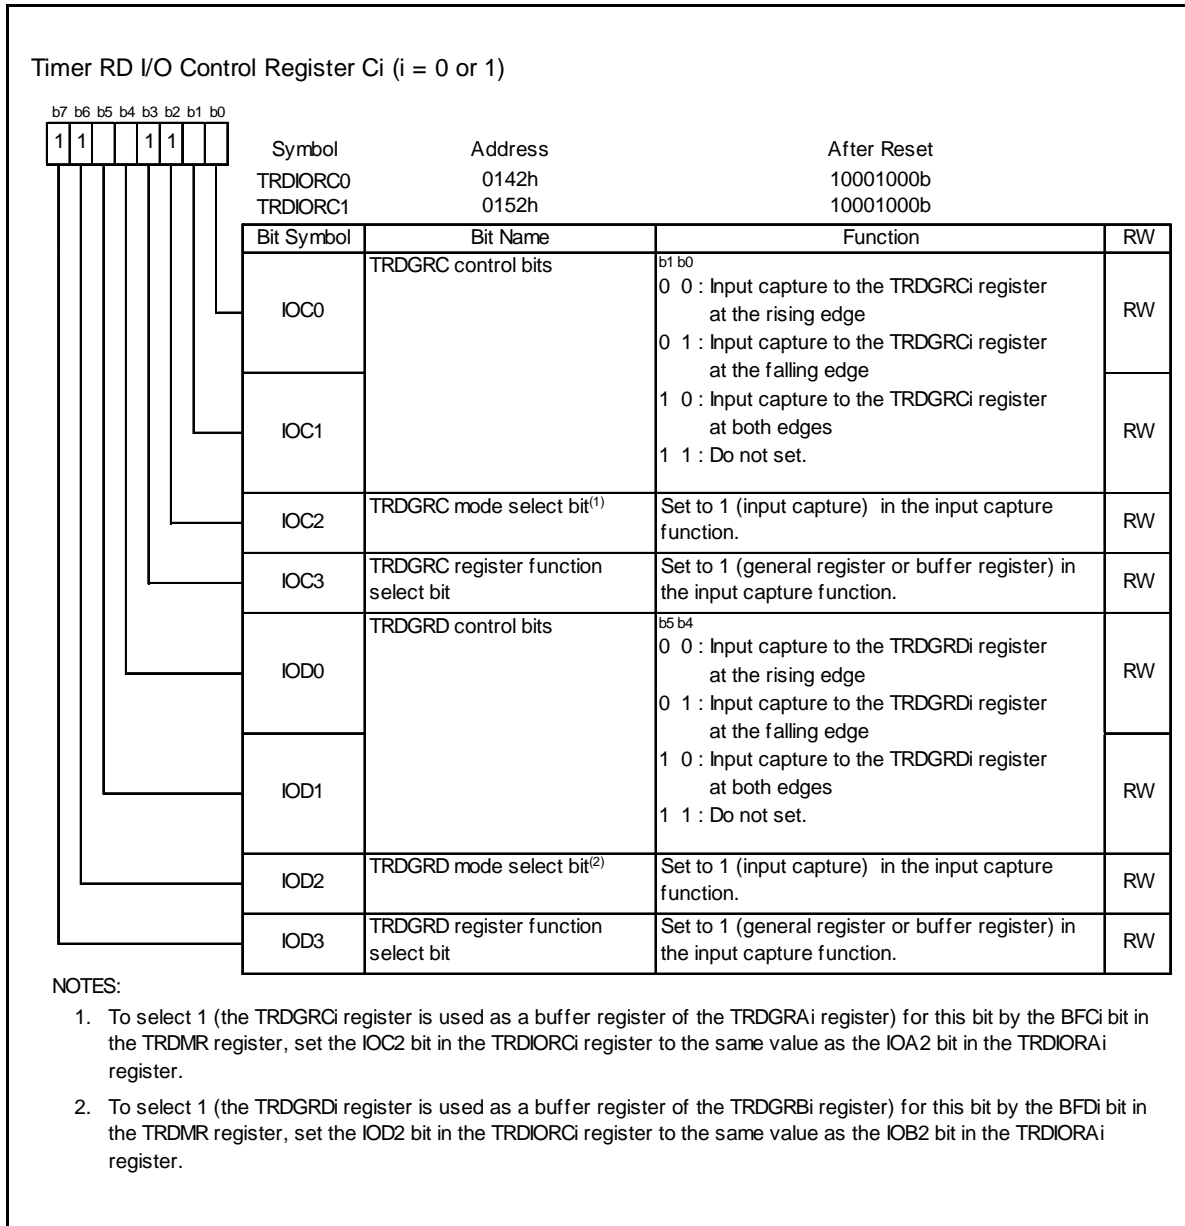 Timer RD I/O Control Register Ci (i = 0 or 1)
b7 b6 b5 b4 b3 b2 b1 b0
1 1 1 1
Symbol Address After Reset
TRDIORC0 0142h 10001000b
TRDIORC1 0152h 10001000b
Bit Symbol Bit Name Function RW
IOC0 TRDGRC control bits b1 b0
0 0 : Input capture to the TRDGRCi register
at the rising edge
RW
0 1 : Input capture to the TRDGRCi register
at the falling edge
IOC1 1 0 : Input capture to the TRDGRCi register
at both edges
RW
1 1 : Do not set.
IOC2 TRDGRC mode select bit(1) Set to 1 (input capture) in the input capture
function.
RW
IOC3 TRDGRC register function
select bit
Set to 1 (general register or buffer register) in
the input capture function.
RW
IOD0 TRDGRD control bits b5 b4
0 0 : Input capture to the TRDGRDi register
at the rising edge
RW
0 1 : Input capture to the TRDGRDi register
at the falling edge
IOD1 1 0 : Input capture to the TRDGRDi register
at both edges
RW
1 1 : Do not set.
IOD2 TRDGRD mode select bit(2) Set to 1 (input capture) in the input capture
function.
RW
IOD3 TRDGRD register function
select bit
Set to 1 (general register or buffer register) in
the input capture function.
RW
NOTES:
1. To select 1 (the TRDGRCi register is used as a buffer register of the TRDGRAi register) for this bit by the BFCi bit in
the TRDMR register, set the IOC2 bit in the TRDIORCi register to the same value as the IOA2 bit in the TRDIORAi
register.
2. To select 1 (the TRDGRDi register is used as a buffer register of the TRDGRBi register) for this bit by the BFDi bit in
the TRDMR register, set the IOD2 bit in the TRDIORCi register to the same value as the IOB2 bit in the TRDIORAi
register.